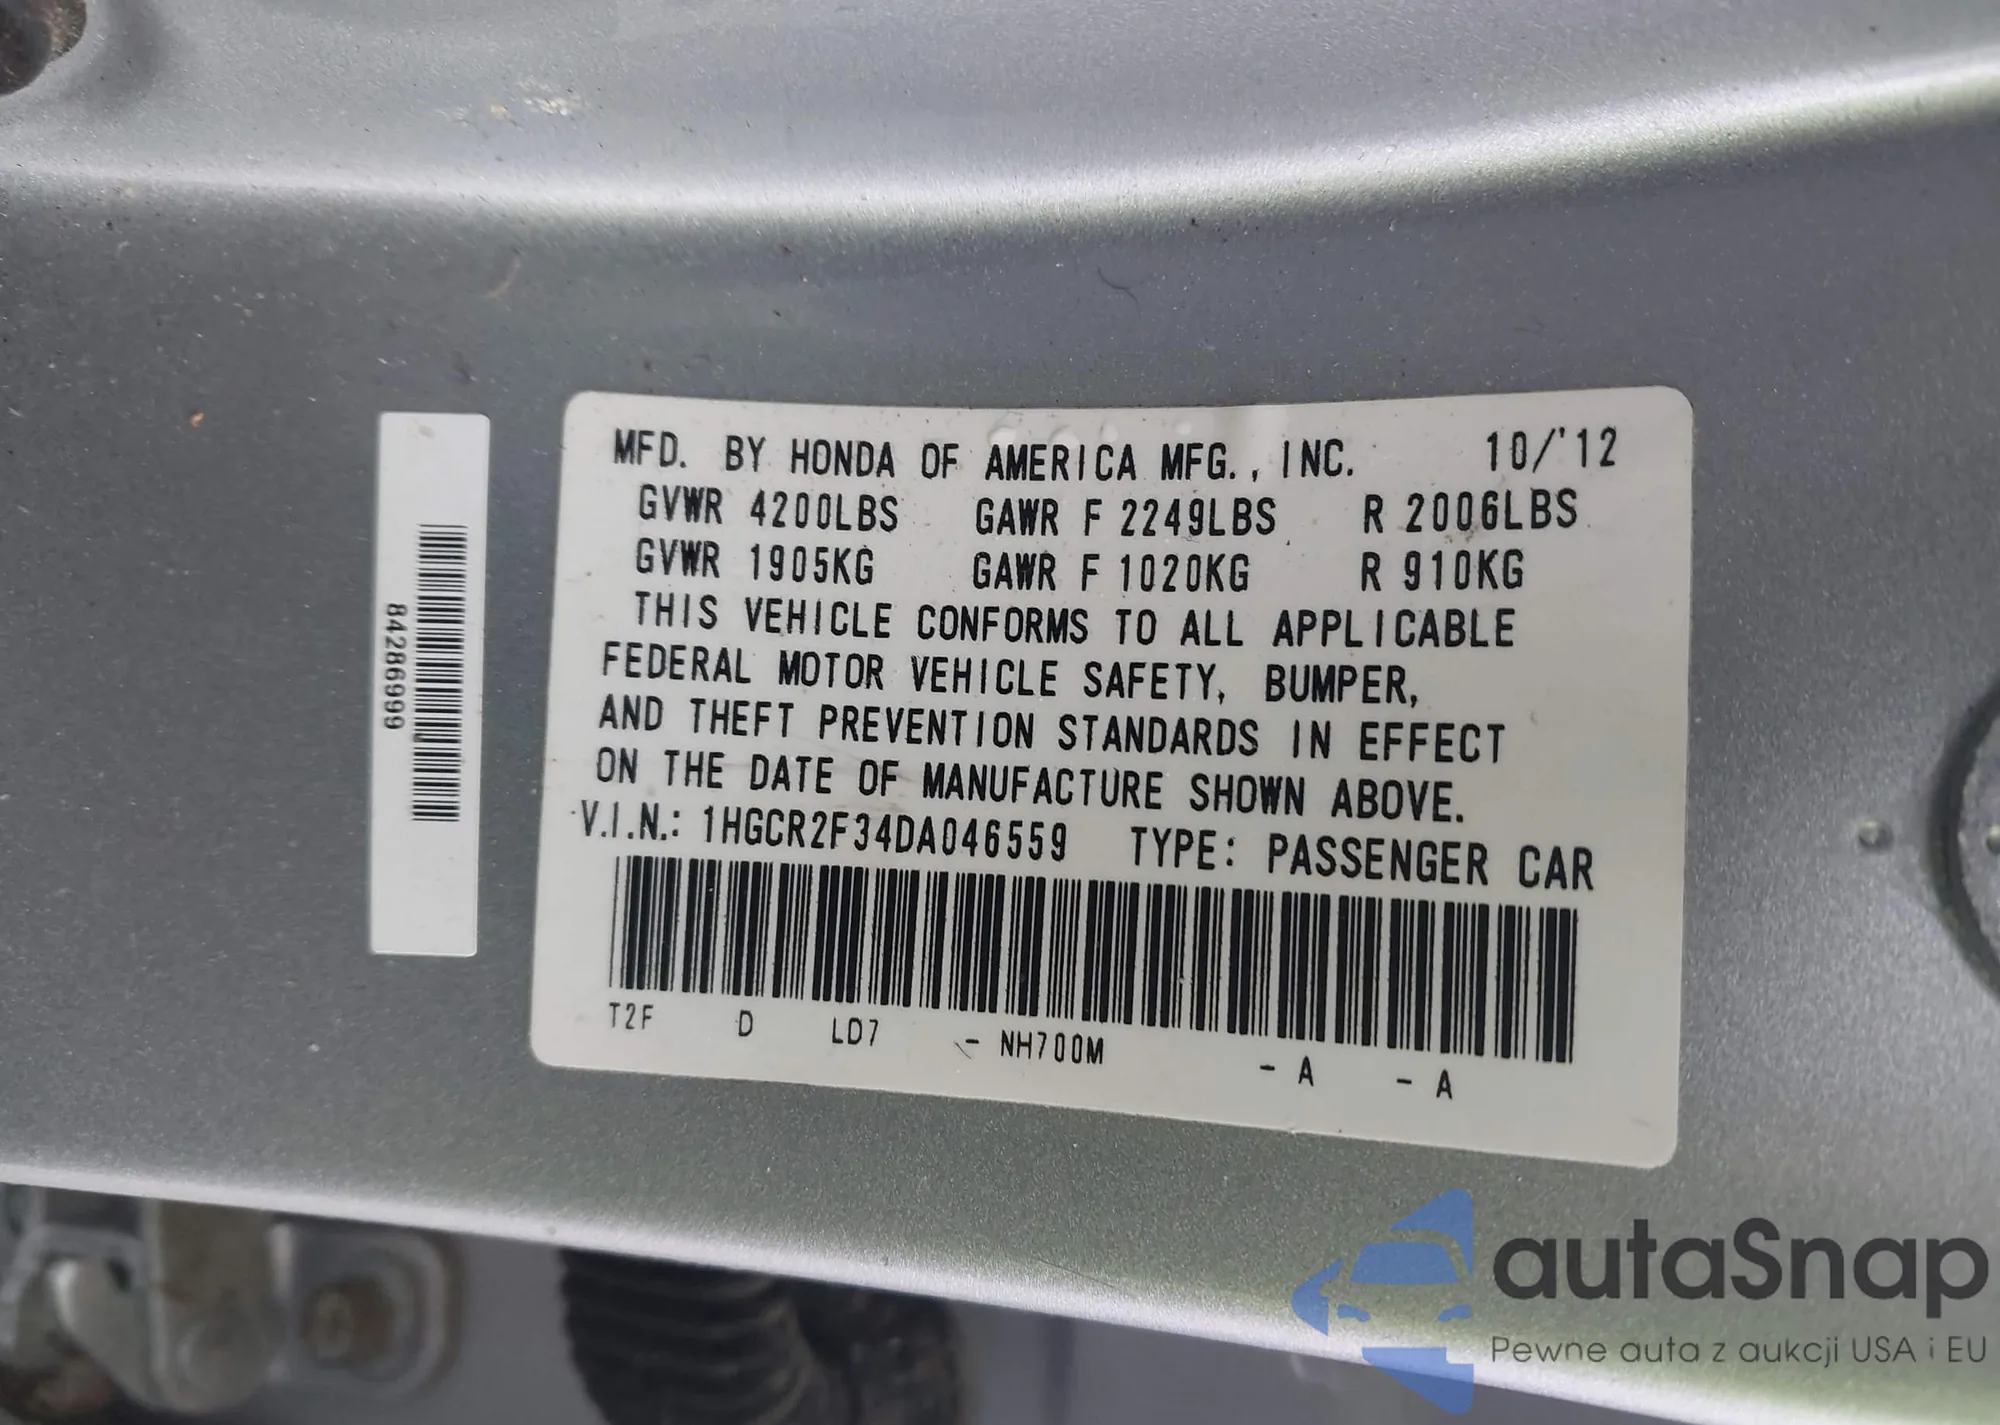 84286999
MFD. BY HONDA OF AMERICA MFG., INC. 10/'12
GVWR 4200LBS GAWR F 2249LBS R 2006LBS
GVWR 1905KG GAWR F 1020KG R 910KG
THIS VEHICLE CONFORMS TO ALL APPLICABLE
FEDERAL MOTOR VEHICLE SAFETY, BUMPER,
AND THEFT PREVENTION STANDARDS IN EFFECT
ON THE DATE OF MANUFACTURE SHOWN ABOVE.
V.I.N.: 1HGCR2F34DA046559 TYPE: PASSENGER CAR
T2F D LD7 - NH700M - A - A
autaSnap
Pewne auta z aukcji USA i EU